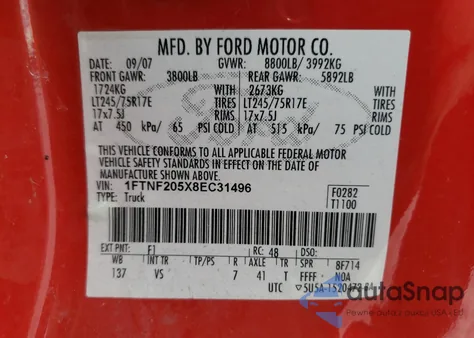 MFD. BY FORD MOTOR CO.
DATE: 09/07 GVWR: 8800LB/ 3992KG
FRONT GAWR: 3800LB REAR GAWR: 5892LB
1724KG WITH 2673KG WITH
LT245/75R17E TIRES LT245/75R17E TIRES
17x7.5J RIMS 17x7.5J RIMS
AT 450 kPa/ 65 PSI COLD AT 515 kPa/ 75 PSI COLD
THIS VEHICLE CONFORMS TO ALL APPLICABLE FEDERAL MOTOR
VEHICLE SAFETY STANDARDS IN EFFECT ON THE DATE OF
MANUFACTURE SHOWN ABOVE.
VIN: 1FTNF205X8EC31496 F0282
TYPE: Truck T1100
EXT PNT: F1 RC: 48 DSO:
WB INT TR TP/PS R AXLE TR SPR 8F714
137 VS 7 41 T FFFF NOA
UTC
autoSnap